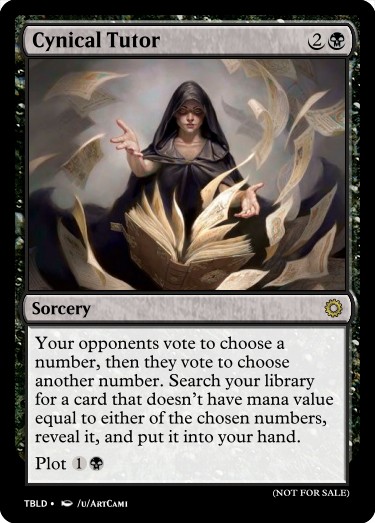 Cynical Tutor 2
Sorcery
Your opponents vote to choose a
number, then they vote to choose
another number. Search your library
for a card that doesn't have mana value
equal to either of the chosen numbers,
reveal it, and put it into your hand.
Plot 1
TBLD • /u/ArtCami
(NOT FOR SALE)